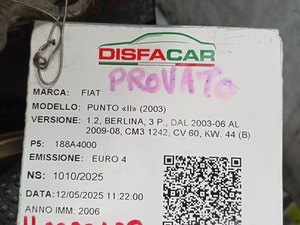 DISFACAR
PROVATO
MARCA: FIAT
MODELLO: PUNTO «II» (2003)
VERSIONE: 1.2, BERLINA, 3 P., DAL 2003-06 AL
2009-08, CM3 1242, CV 60, KW. 44 (B)
P5: 188A4000
EMISSIONE: EURO 4
NS: 1010/2025
DATA:12/05/2025 11:22:00
ANNO IMM: 2006